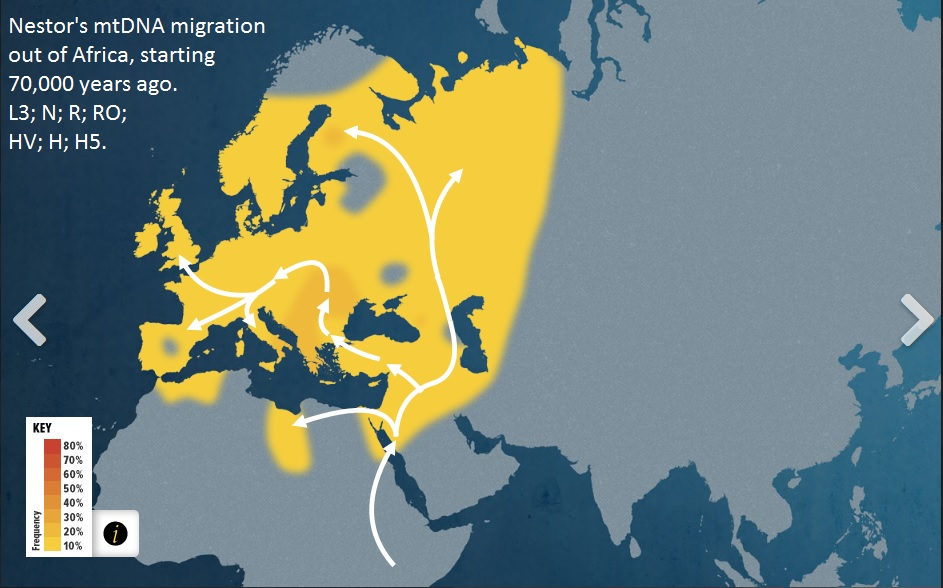 Nestor's mtDNA migration
out of Africa, starting
70,000 years ago.
L3; N; R; RO;
HV; H; H5.
KEY
80%
70%
60%
50%
40%
30%
20%
10%
Frequency
i